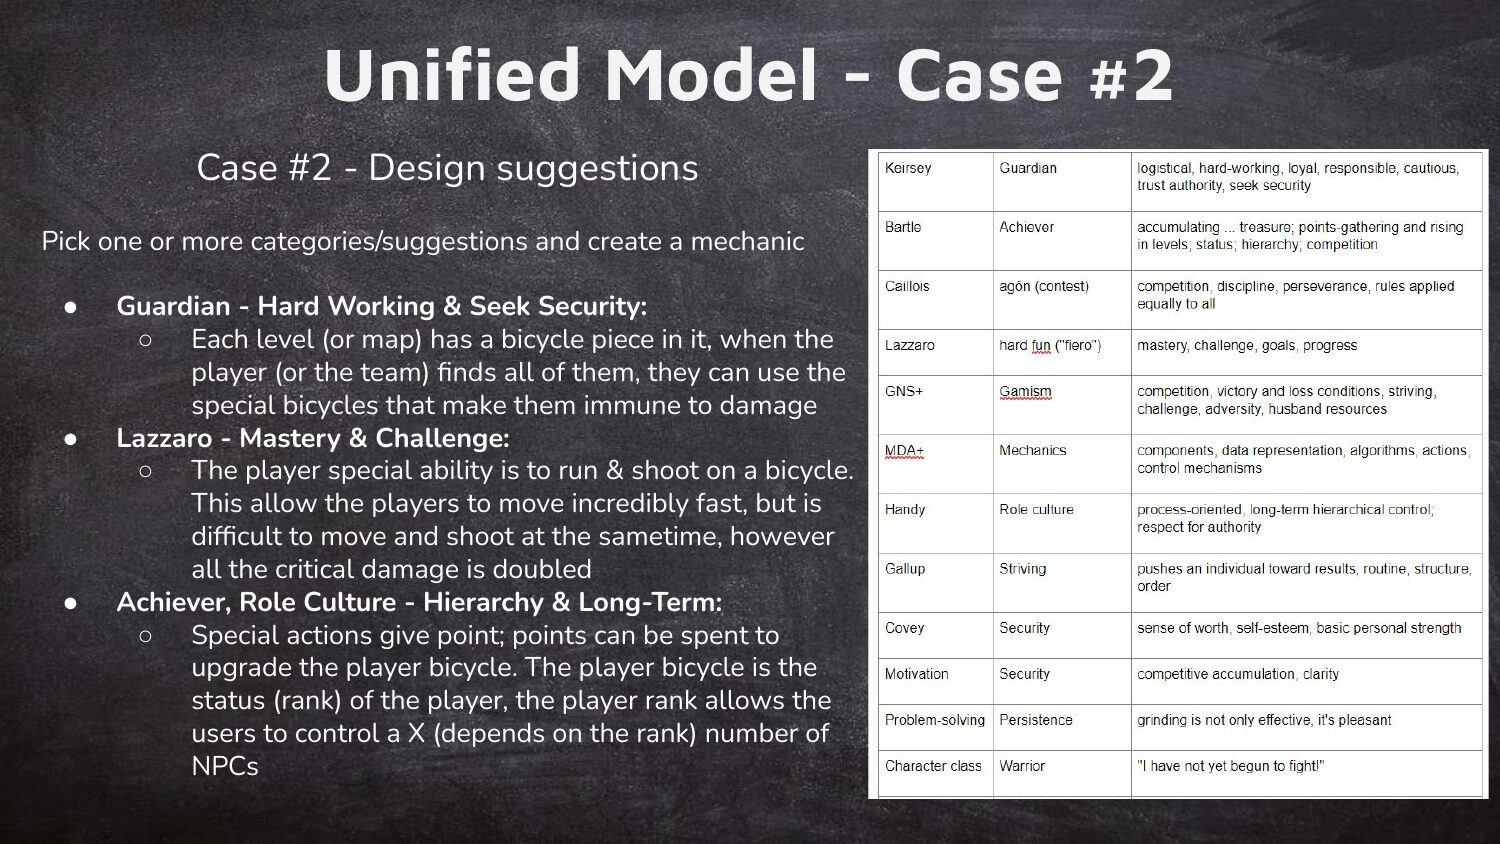 Unified Model - Case #2
Case #2 - Design suggestions
Pick one or more categories/suggestions and create a mechanic
● Guardian - Hard Working & Seek Security:
○ Each level (or map) has a bicycle piece in it, when the
player (or the team) finds all of them, they can use the
special bicycles that make them immune to damage
● Lazzaro - Mastery & Challenge:
○ The player special ability is to run & shoot on a bicycle.
This allow the players to move incredibly fast, but is
difficult to move and shoot at the sametime, however
all the critical damage is doubled
● Achiever, Role Culture - Hierarchy & Long-Term:
○ Special actions give point; points can be spent to
upgrade the player bicycle. The player bicycle is the
status (rank) of the player, the player rank allows the
users to control a X (depends on the rank) number of
NPCs
Keirsey Guardian logistical, hard-working, loyal, responsible, cautious,
trust authority, seek security
Bartle Achiever accumulating ... treasure; points-gathering and rising
in levels; status; hierarchy; competition
Caillois agôn (contest) competition, discipline, perseverance, rules applied
equally to all
Lazzaro hard fun ("fiero") mastery, challenge, goals, progress
GNS+ Gamism competition, victory and loss conditions, striving,
challenge, adversity, husband resources
MDA+ Mechanics components, data representation, algorithms, actions,
control mechanisms
Handy Role culture process-oriented, long-term hierarchical control;
respect for authority
Gallup Striving pushes an individual toward results, routine, structure,
order
Covey Security sense of worth, self-esteem, basic personal strength
Motivation Security competitive accumulation, clarity
Problem-solving Persistence grinding is not only effective, it's pleasant
Character class Warrior "I have not yet begun to fight!"